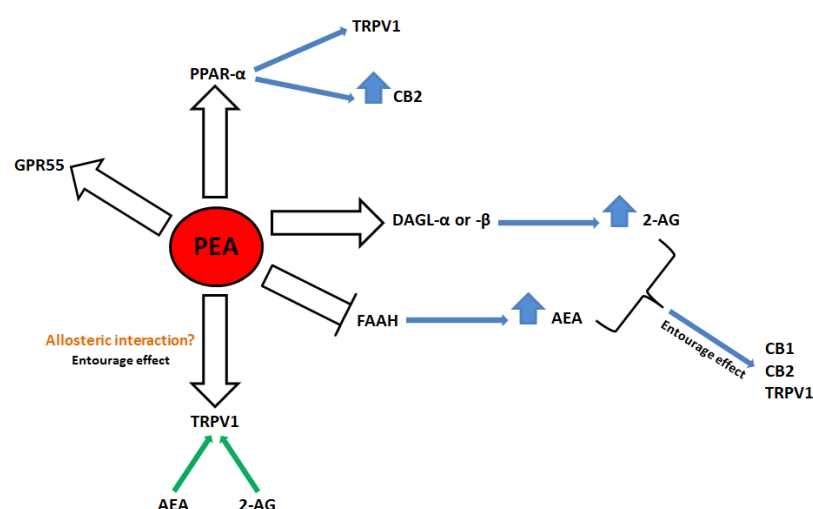 TRPV1
PPAR-α
CB2
GPR55
DAGL-α or -β
2-AG
PEA
FAAH
AEA
Allosteric interaction?
Entourage effect
Entourage effect
CB1
CB2
TRPV1
TRPV1
AEA
2-AG